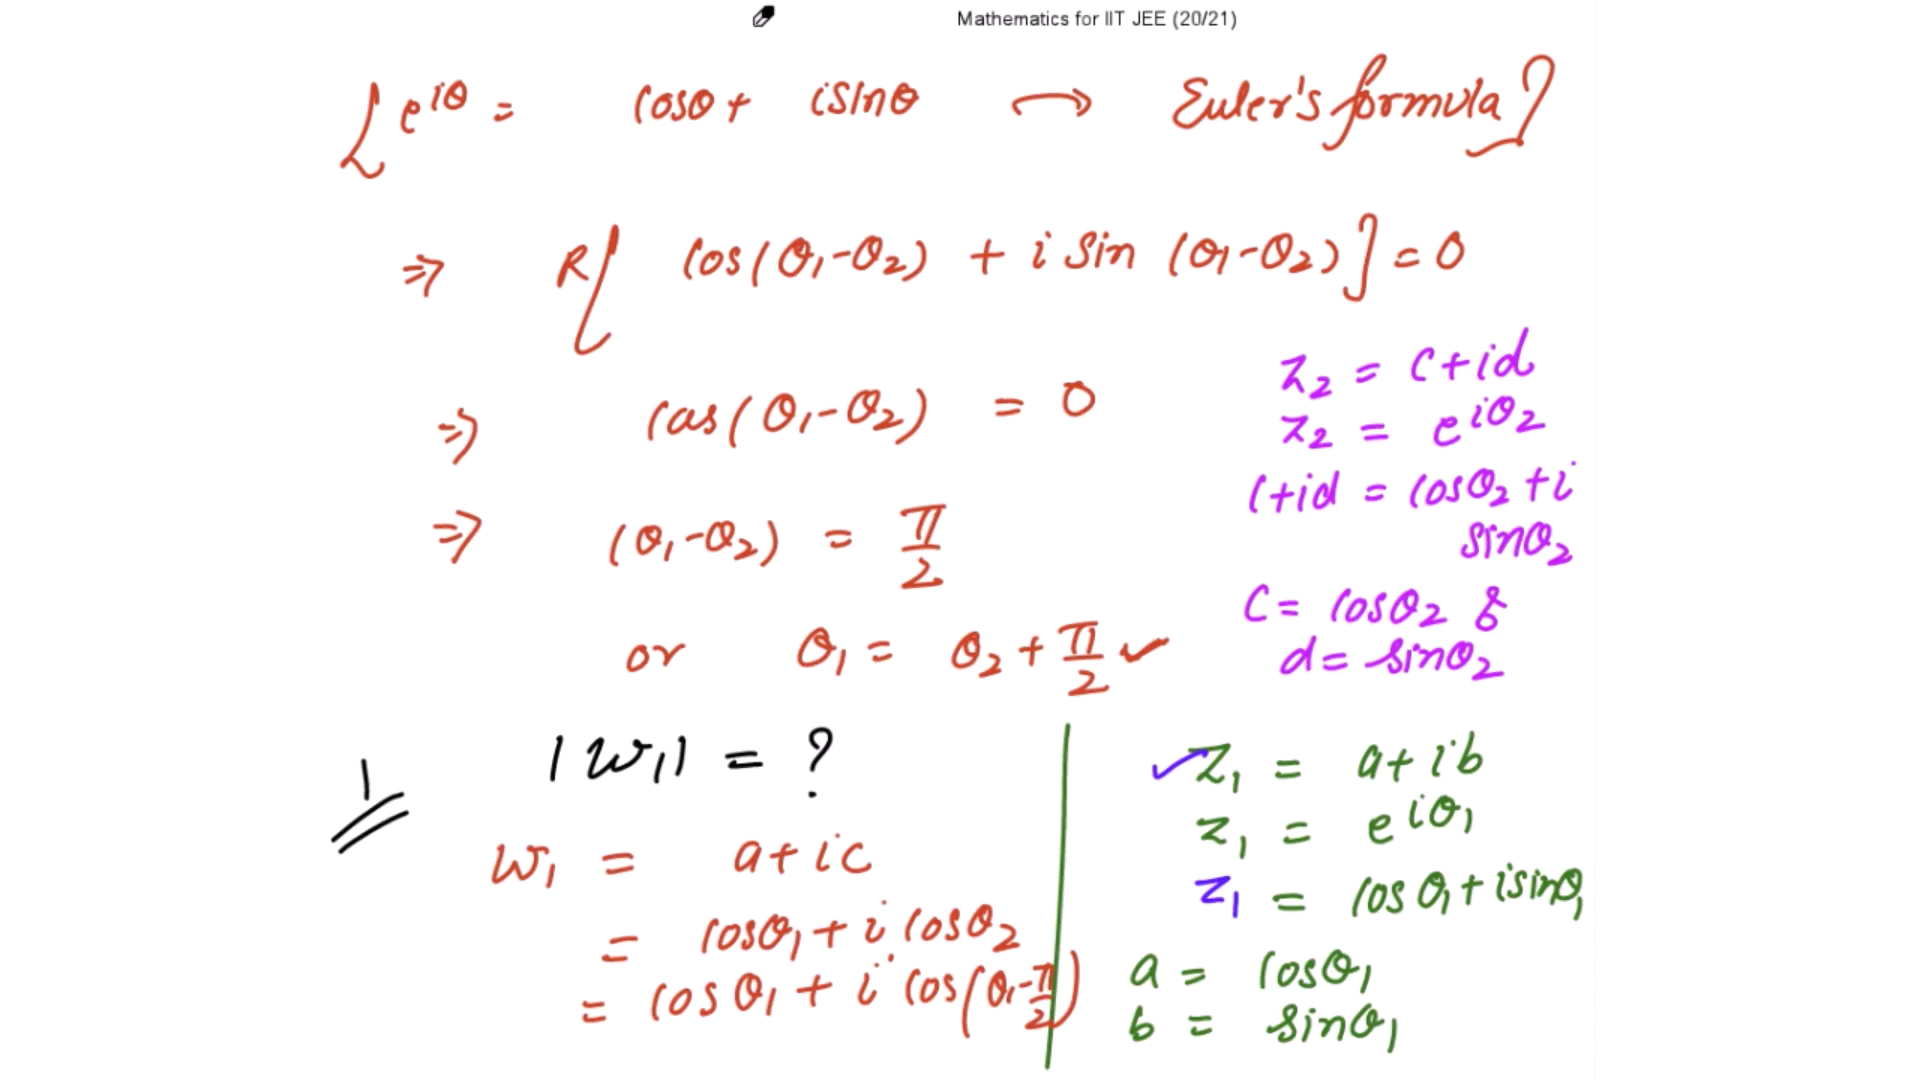 Mathematics for IIT JEE (20/21)
[e^{iθ} = cosθ + isinθ → Euler's formula]
⇒ R[cos(θ₁-θ₂) + i sin (θ₁-θ₂)] = 0
⇒ cos(θ₁-θ₂) = 0
⇒ (θ₁-θ₂) = π/2
or θ₁ = θ₂ + π/2 ✓
z₂ = c+id
z₂ = e^{iθ₂}
c+id = cosθ₂ + i
sinθ₂
c = cosθ₂ &
d = sinθ₂
1 |w₁| = ?
w₁ = a+ic
= cosθ₁ + i cosθ₂
= cosθ₁ + i cos(θ₁-π/2)
✓z₁ = a+ib
z₁ = e^{iθ₁}
z₁ = cosθ₁ + isinθ₁
a = cosθ₁
b = sinθ₁